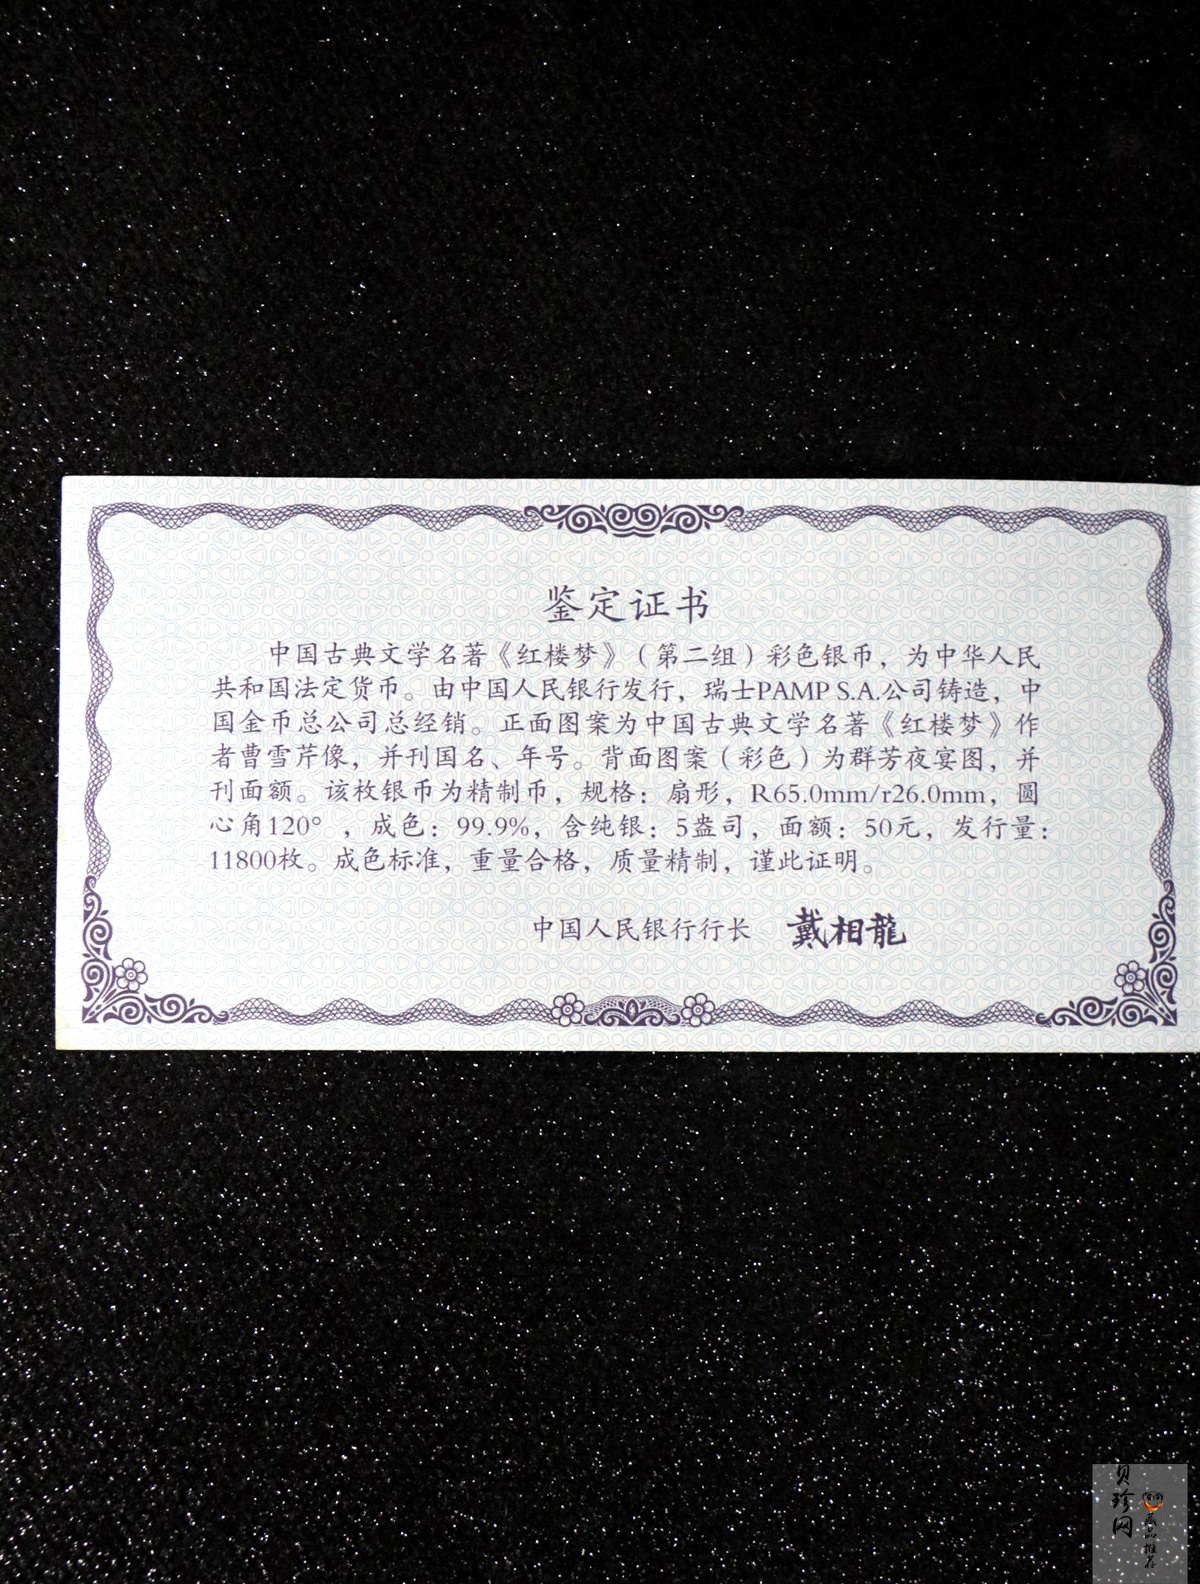 鉴定证书
中国古典文学名著《红楼梦》（第二组）彩色银币，为中华人民
共和国法定货币。由中国人民银行发行，瑞士PAMP S.A.公司铸造，中
国金币总公司总经销。正面图案为中国古典文学名著《红楼梦》作
者曹雪芹像，并刊国名、年号。背面图案（彩色）为群芳夜宴图，并
刊面额。该枚银币为精制币，规格：扇形，R65.0mm/r26.0mm，圆
心角120°，成色：99.9%，含纯银：5盎司，面额：50元，发行量：
11800枚。成色标准，重量合格，质量精制，谨此证明。
中国人民银行行长 戴相龍
贝珍网
藏品推荐